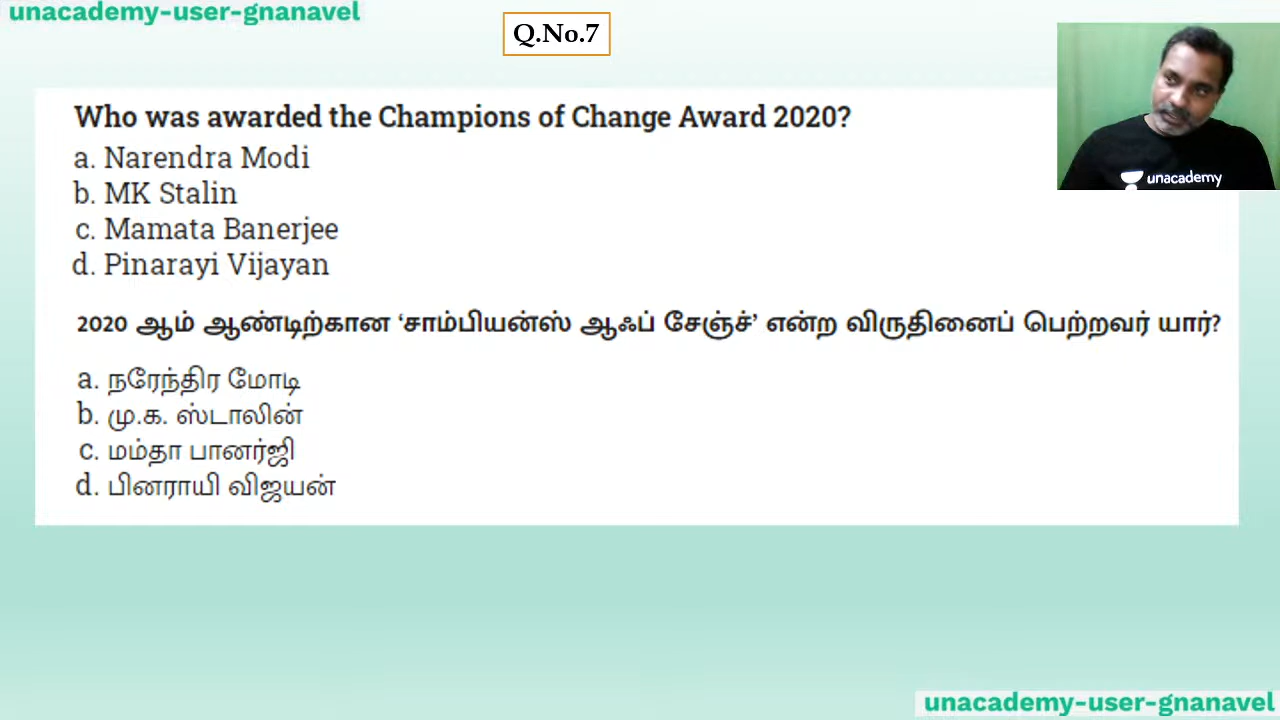 unacademy-user-gnanavel
Q.No.7
Who was awarded the Champions of Change Award 2020?
a. Narendra Modi
b. MK Stalin
c. Mamata Banerjee
d. Pinarayi Vijayan
2020 ஆம் ஆண்டிற்கான ‘சாம்பியன்ஸ் ஆஃப் சேஞ்ச்’ என்ற விருதினைப் பெற்றவர் யார்?
a. நரேந்திர மோடி
b. மு.க. ஸ்டாலின்
c. மம்தா பானர்ஜி
d. பினராயி விஜயன்
unacademy
unacademy-user-gnanavel